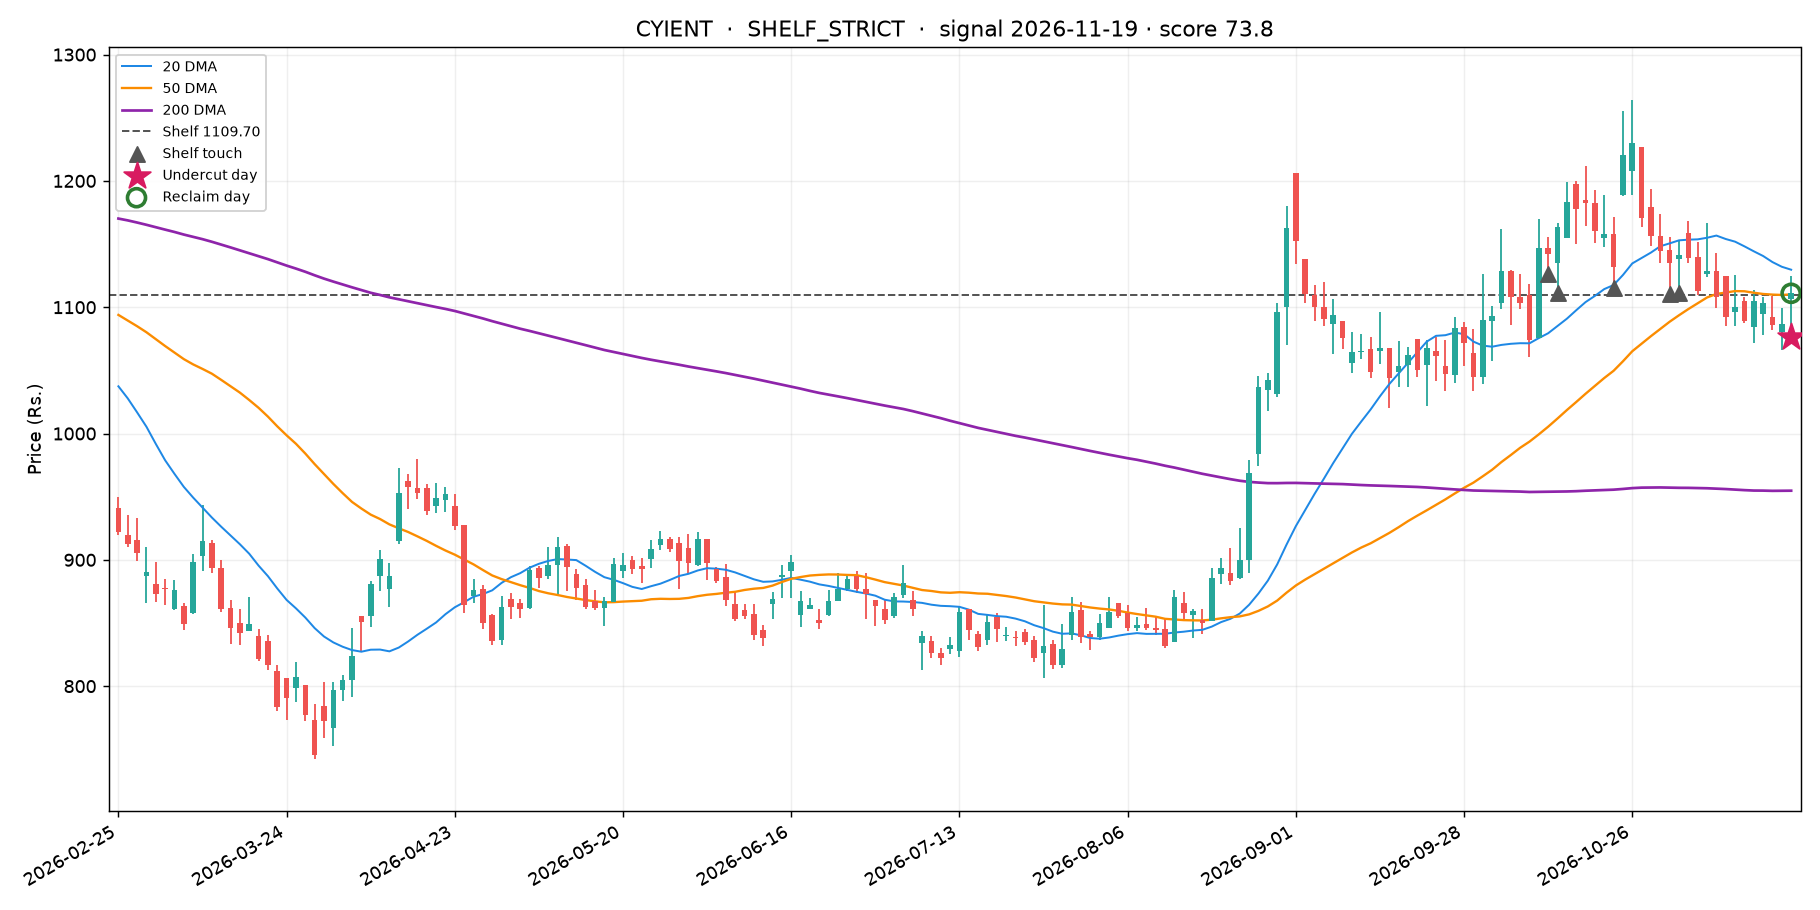 CYIENT · SHELF_STRICT · signal 2026-11-19 · score 73.8
20 DMA
50 DMA
200 DMA
Shelf 1109.70
Shelf touch
Undercut day
Reclaim day
Price (Rs.)
1300
1200
1100
1000
900
800
2026-02-25
2026-03-24
2026-04-23
2026-05-20
2026-06-16
2026-07-13
2026-08-06
2026-09-01
2026-09-28
2026-10-26